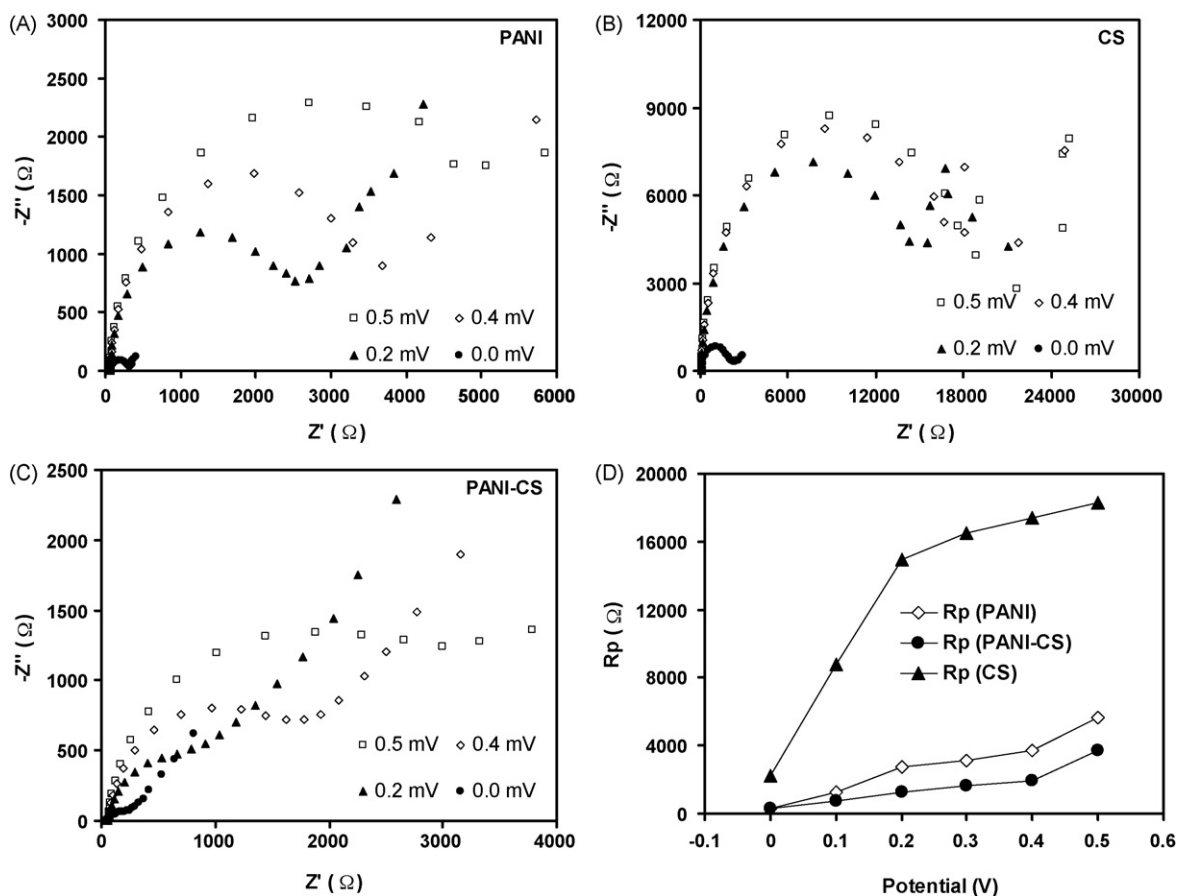 (A)
PANI
-Z'' ( Ω )
3000
2500
2000
1500
1000
500
0
0 1000 2000 3000 4000 5000 6000
Z' ( Ω )
0.5 mV 0.4 mV
0.2 mV 0.0 mV
(B)
CS
-Z'' ( Ω )
12000
9000
6000
3000
0
0 6000 12000 18000 24000 30000
Z' ( Ω )
0.5 mV 0.4 mV
0.2 mV 0.0 mV
(C)
PANI-CS
-Z'' ( Ω )
2500
2000
1500
1000
500
0
0 1000 2000 3000 4000
Z' ( Ω )
0.5 mV 0.4 mV
0.2 mV 0.0 mV
(D)
Rp ( Ω )
20000
16000
12000
8000
4000
0
-0.1 0 0.1 0.2 0.3 0.4 0.5 0.6
Potential (V)
Rp (PANI)
Rp (PANI-CS)
Rp (CS)